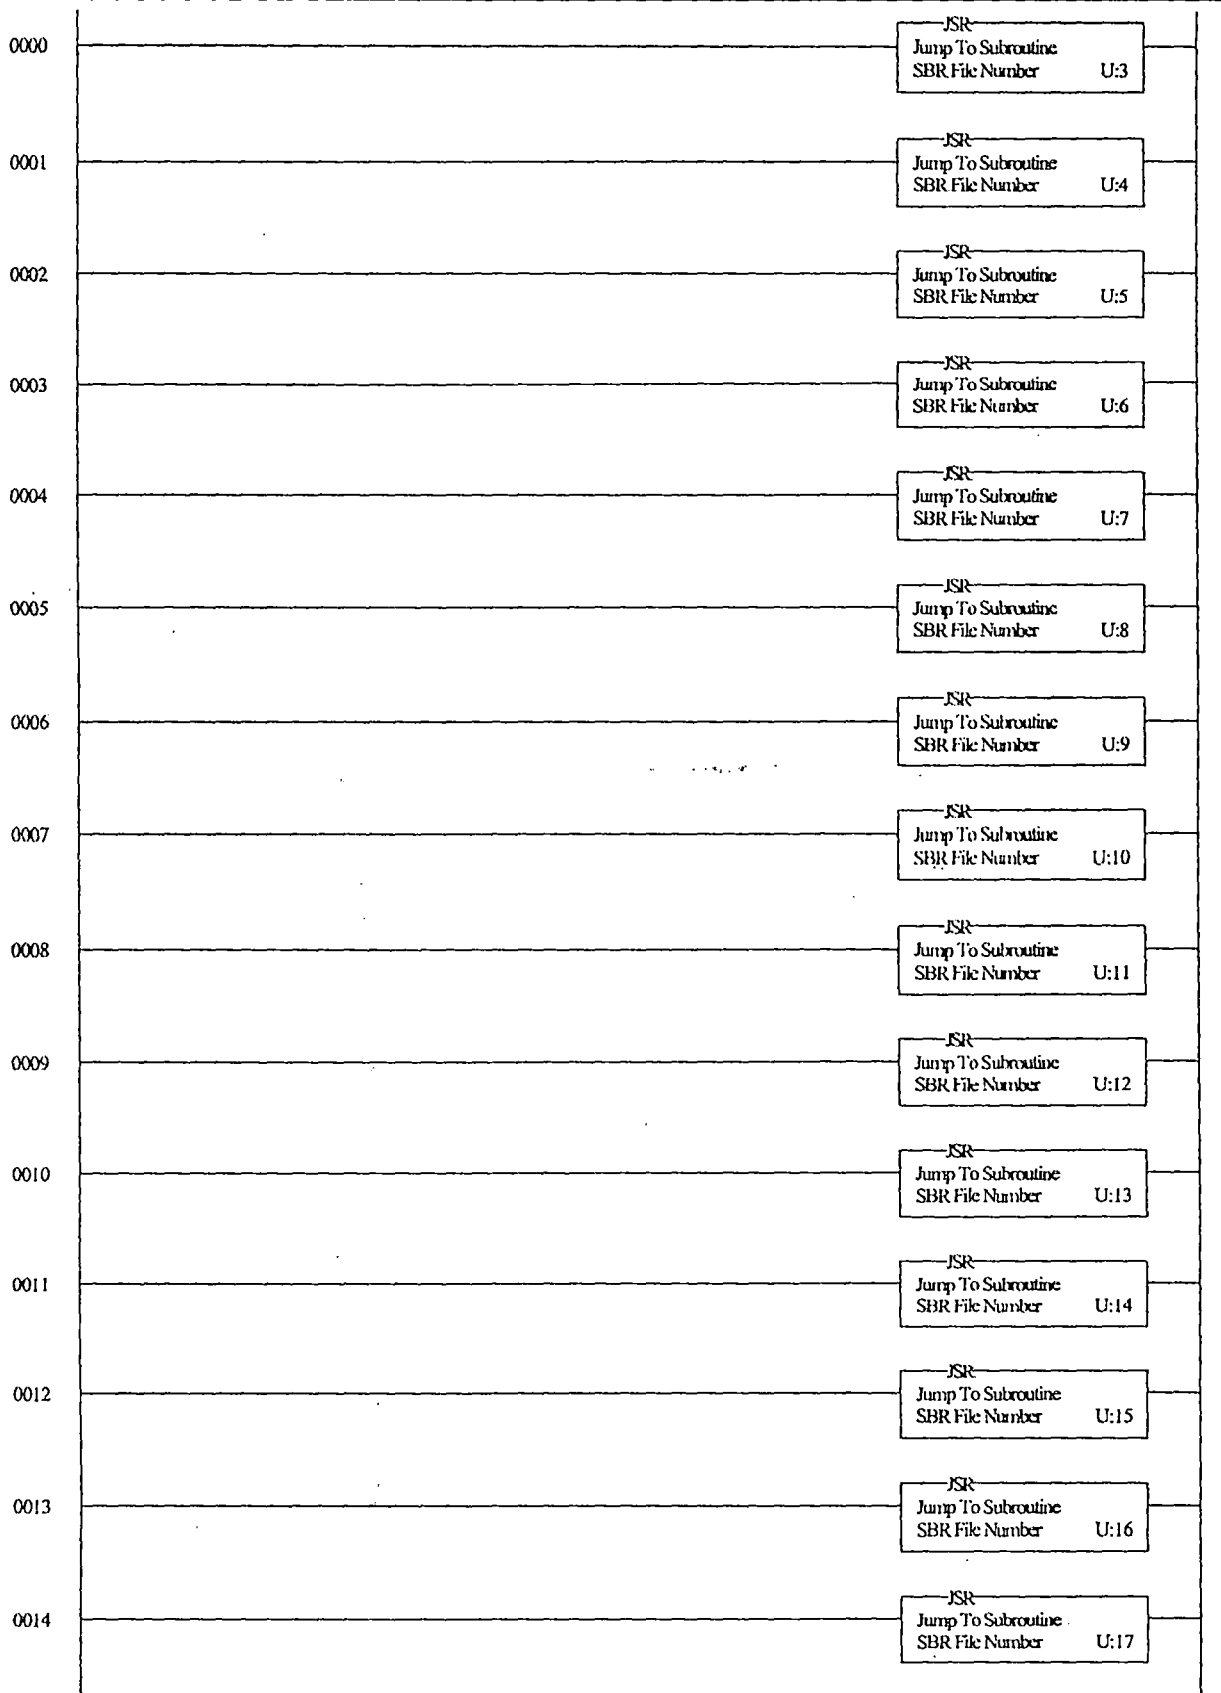 JSR
0000 Jump To Subroutine
SBR File Number U:3
JSR
0001 Jump To Subroutine
SBR File Number U:4
JSR
0002 Jump To Subroutine
SBR File Number U:5
JSR
0003 Jump To Subroutine
SBR File Number U:6
JSR
0004 Jump To Subroutine
SBR File Number U:7
JSR
0005 Jump To Subroutine
SBR File Number U:8
JSR
0006 Jump To Subroutine
SBR File Number U:9
JSR
0007 Jump To Subroutine
SBR File Number U:10
JSR
0008 Jump To Subroutine
SBR File Number U:11
JSR
0009 Jump To Subroutine
SBR File Number U:12
JSR
0010 Jump To Subroutine
SBR File Number U:13
JSR
0011 Jump To Subroutine
SBR File Number U:14
JSR
0012 Jump To Subroutine
SBR File Number U:15
JSR
0013 Jump To Subroutine
SBR File Number U:16
JSR
0014 Jump To Subroutine
SBR File Number U:17